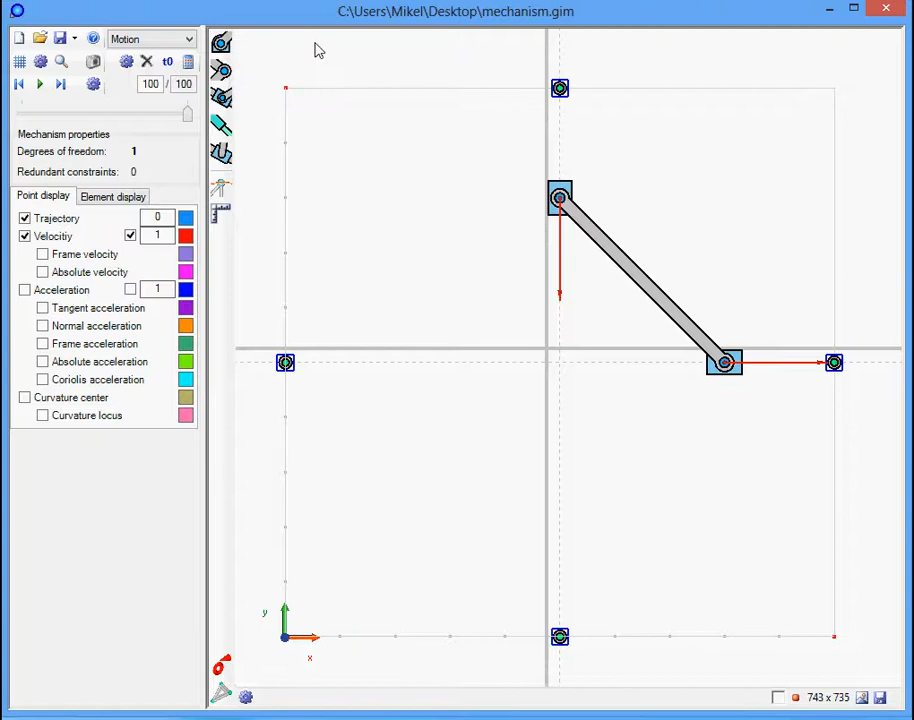 C:\Users\Mikel\Desktop\mechanism.gim
Motion
t0
100 / 100
Mechanism properties
Degrees of freedom: 1
Redundant constraints: 0
Point display Element display
Trajectory 0
Velocitiy 1
Frame velocity
Absolute velocity
Acceleration 1
Tangent acceleration
Normal acceleration
Frame acceleration
Absolute acceleration
Coriolis acceleration
Curvature center
Curvature locus
y
x
743 x 735